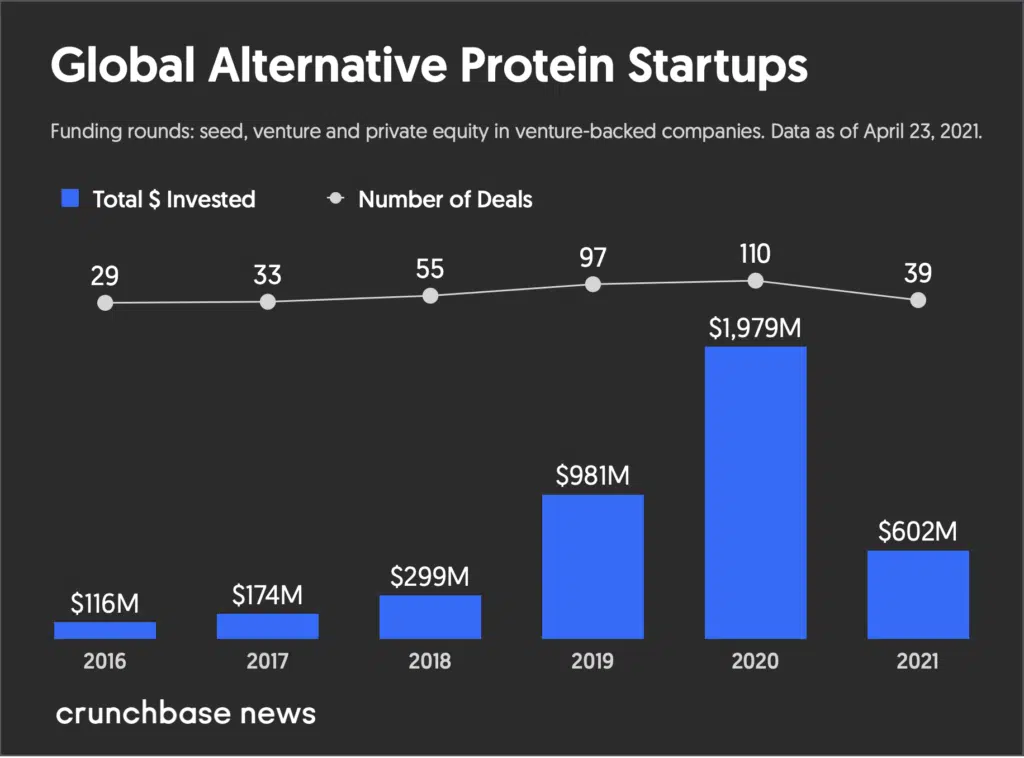 Global Alternative Protein Startups
Funding rounds: seed, venture and private equity in venture-backed companies. Data as of April 23, 2021.
Total $ Invested
Number of Deals
29
33
55
97
110
39
$116M
$174M
$299M
$981M
$1,979M
$602M
2016
2017
2018
2019
2020
2021
crunchbase news